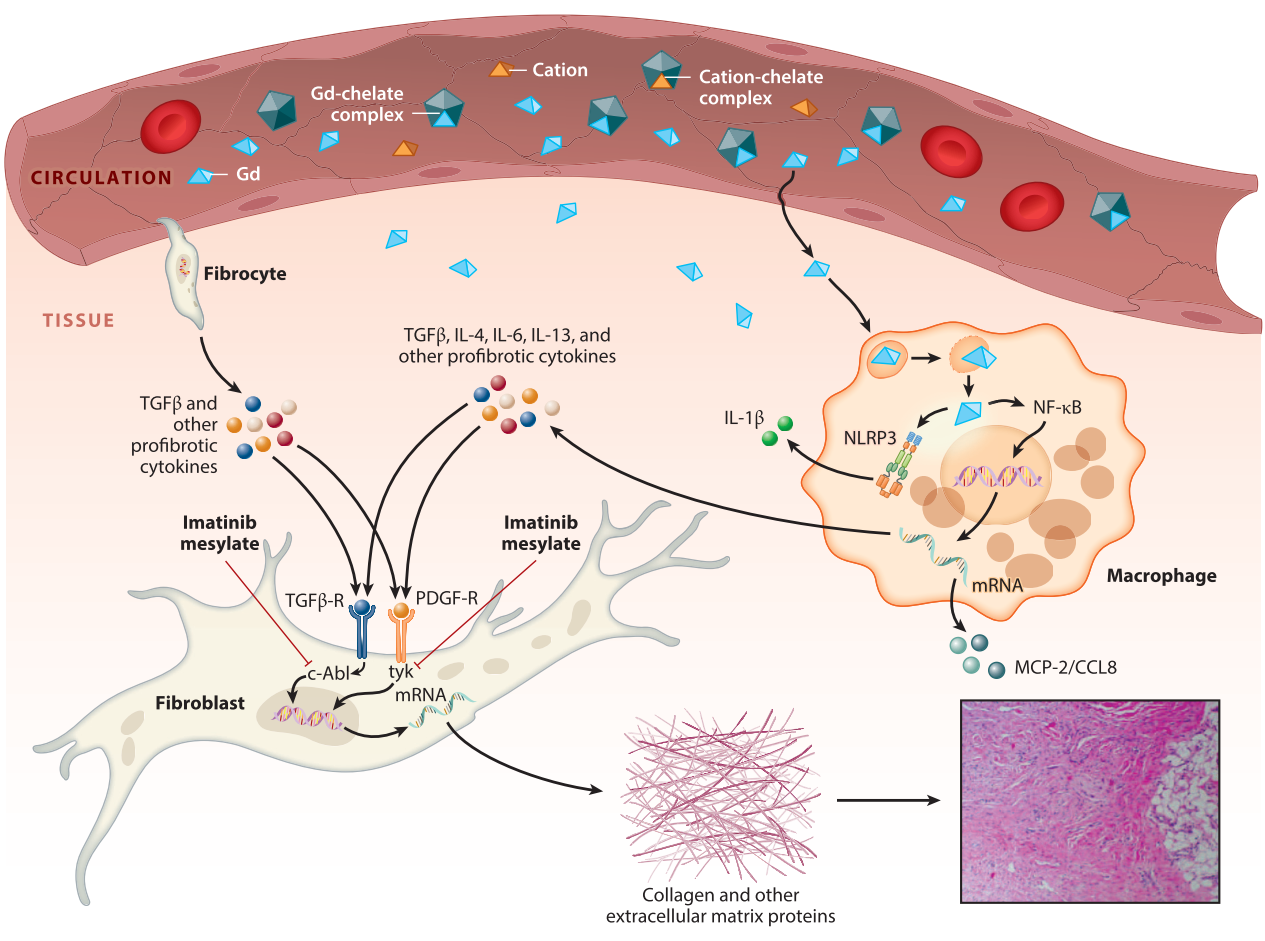 Cation
Cation-chelate
complex
Gd-chelate
complex
CIRCULATION
Gd
Fibrocyte
TISSUE
TGFβ, IL-4, IL-6, IL-13, and
other profibrotic cytokines
TGFβ and
other
profibrotic
cytokines
IL-1β
NLRP3
NF-κB
mRNA
Macrophage
MCP-2/CCL8
Imatinib
mesylate
Imatinib
mesylate
TGFβ-R
PDGF-R
c-Abl
tyk
mRNA
Fibroblast
Collagen and other
extracellular matrix proteins